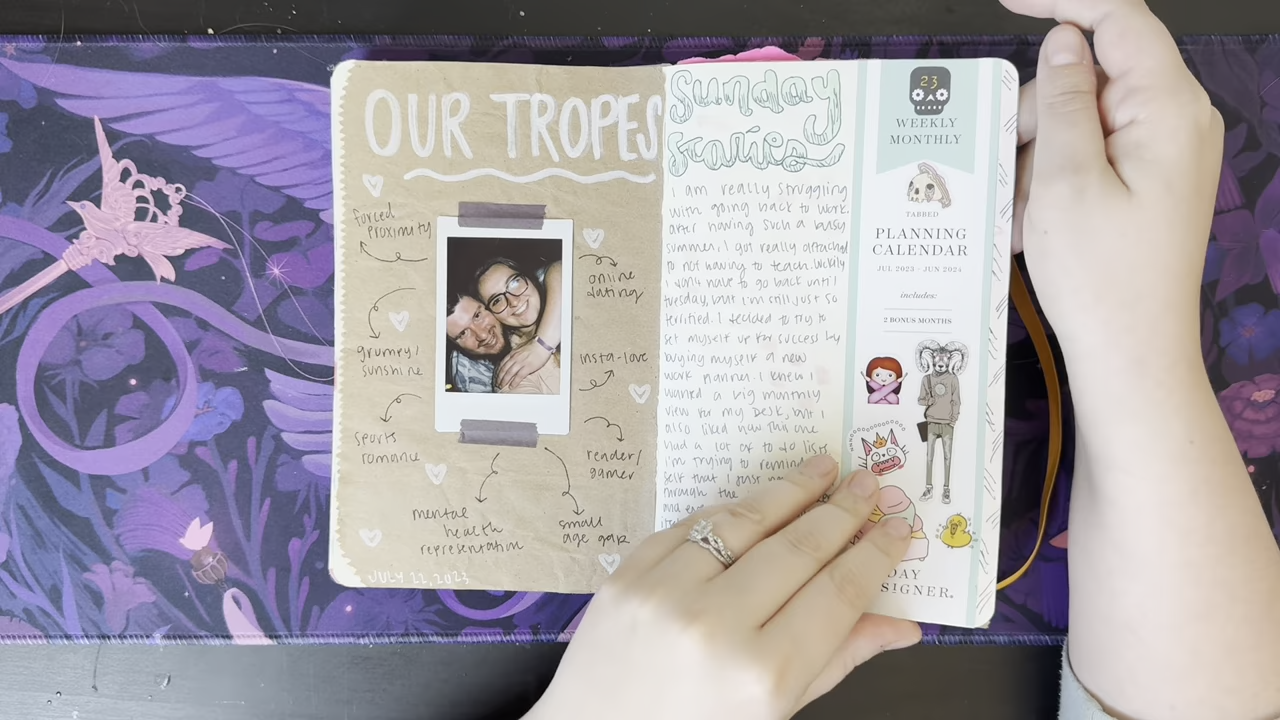 OUR TROPES
forced
proximity
online
dating
grumpy/
sunshine
insta-love
sports
romance
reader/
gamer
mental
health
representation
small
age gap
JULY 22, 2023
Sunday
Scaries
I am really struggling
with going back to work.
after having such a busy
summer, I got really attached
to not having to teach.
don't have to go back until
tuesday, but I'm still just so
terrified. I decided to try to
set myself up for success by
buying myself a new
work planner. I knew I
wanted a big monthly
view for my desk, but I
also liked how this one
had a lot of to do lists.
I'm trying to remind
self that I just
through the
and
23
WEEKLY
MONTHLY
TABBED
PLANNING
CALENDAR
JUL 2023 - JUN 2024
includes:
2 BONUS MONTHS
DAY
SIGNER®